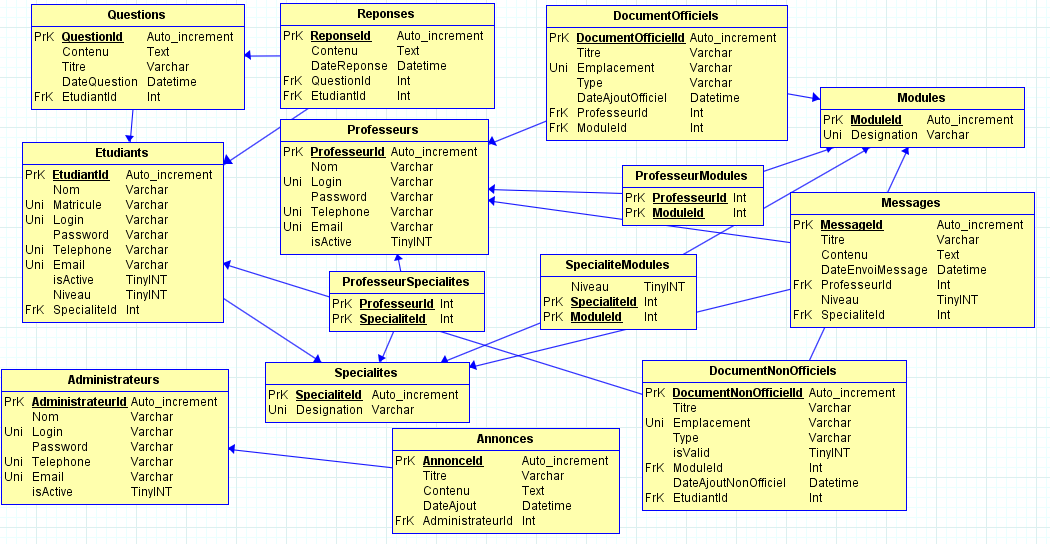 Questions
PrK QuestionId Auto_increment
Contenu Text
Titre Varchar
DateQuestion Datetime
FrK EtudiantId Int
Reponses
PrK ReponseId Auto_increment
Contenu Text
DateReponse Datetime
FrK QuestionId Int
FrK EtudiantId Int
DocumentOfficiels
PrK DocumentOfficielId Auto_increment
Titre Varchar
Uni Emplacement Varchar
Type Varchar
DateAjoutOfficiel Datetime
FrK ProfesseurId Int
FrK ModuleId Int
Modules
PrK ModuleId Auto_increment
Uni Designation Varchar
Etudiants
PrK EtudiantId Auto_increment
Nom Varchar
Uni Matricule Varchar
Uni Login Varchar
Password Varchar
Uni Telephone Varchar
Uni Email Varchar
isActive TinyINT
Niveau TinyINT
FrK SpecialiteId Int
Professeurs
PrK ProfesseurId Auto_increment
Nom Varchar
Uni Login Varchar
Password Varchar
Uni Telephone Varchar
Uni Email Varchar
isActive TinyINT
ProfesseurModules
PrK ProfesseurId Int
PrK ModuleId Int
Messages
PrK MessageId Auto_increment
Titre Varchar
Contenu Text
DateEnvoiMessage Datetime
FrK ProfesseurId Int
Niveau TinyINT
FrK SpecialiteId Int
ProfesseurSpecialites
PrK ProfesseurId Int
PrK SpecialiteId Int
SpecialiteModules
Niveau TinyINT
PrK SpecialiteId Int
PrK ModuleId Int
Administrateurs
PrK AdministrateurId Auto_increment
Nom Varchar
Uni Login Varchar
Password Varchar
Uni Telephone Varchar
Uni Email Varchar
isActive TinyINT
Specialites
PrK SpecialiteId Auto_increment
Uni Designation Varchar
DocumentNonOfficiels
PrK DocumentNonOfficielId Auto_increment
Titre Varchar
Uni Emplacement Varchar
Type Varchar
isValid TinyINT
FrK ModuleId Int
DateAjoutNonOfficiel Datetime
FrK EtudiantId Int
Annonces
PrK AnnonceId Auto_increment
Titre Varchar
Contenu Text
DateAjout Datetime
FrK AdministrateurId Int